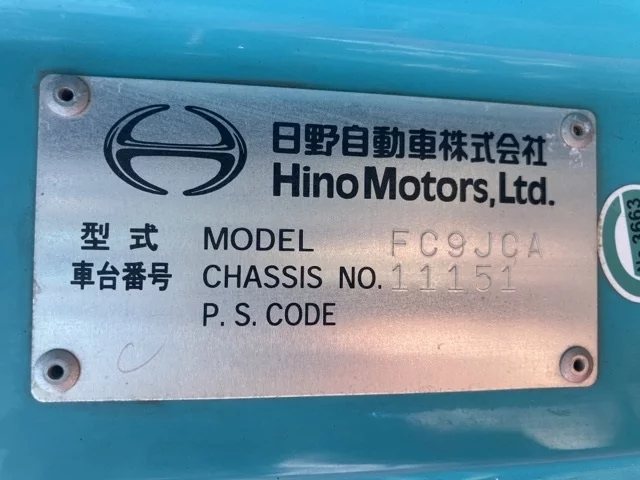 日野自動車株式会社
Hino Motors, Ltd.
型式 MODEL FC9JCA
車台番号 CHASSIS NO. 11151
P. S. CODE
3663